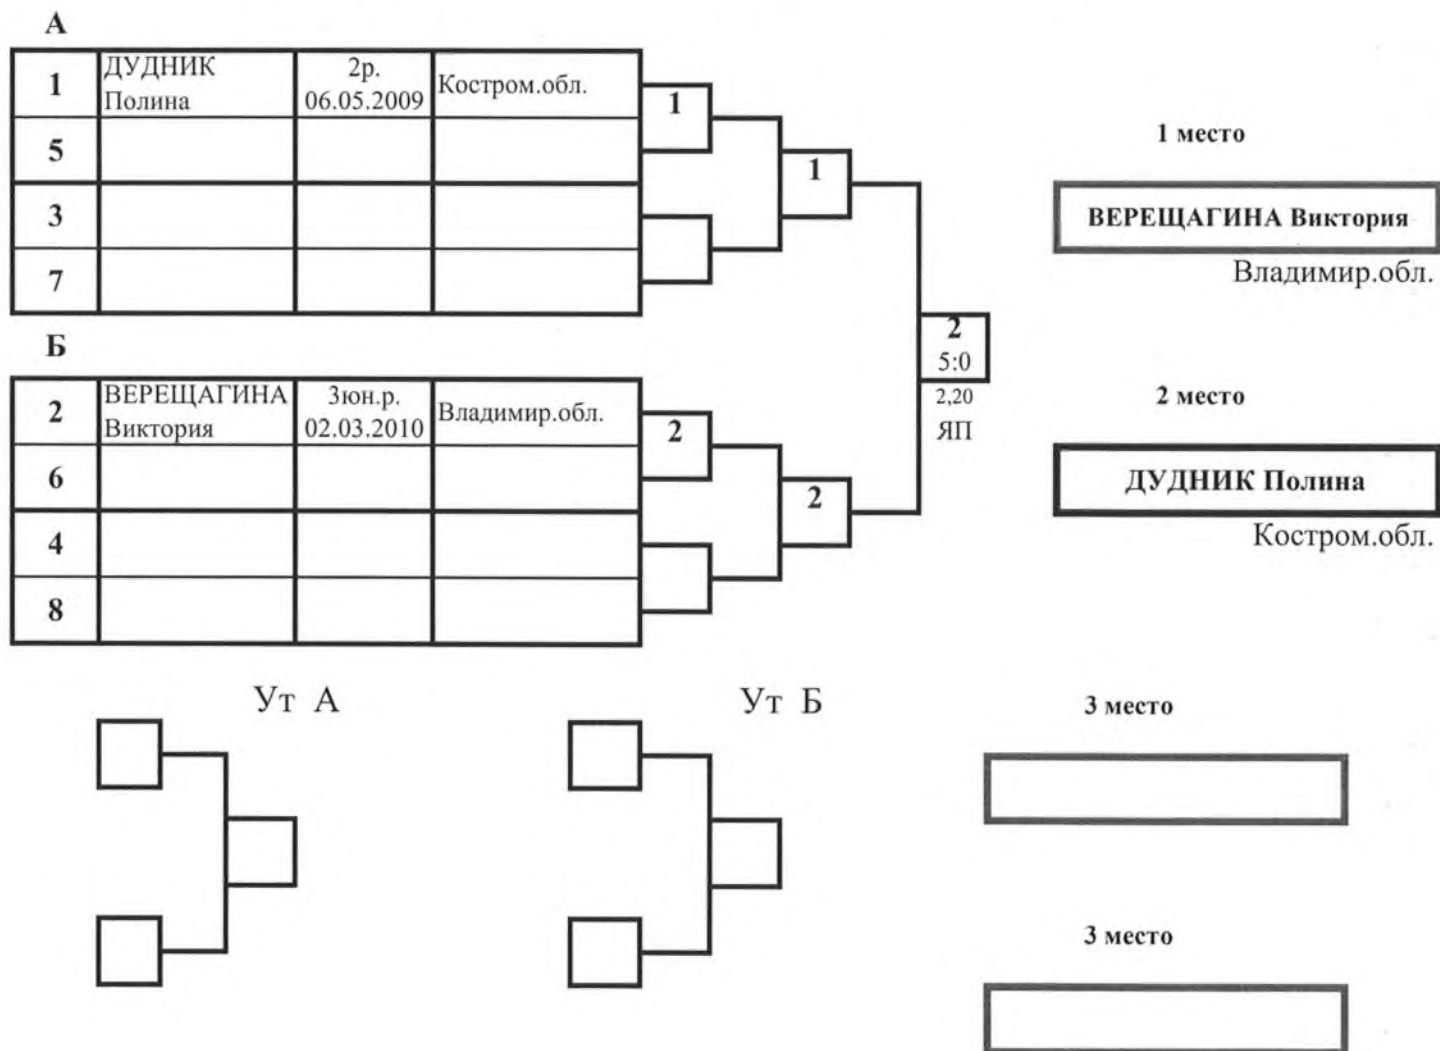 А
1 ДУДНИК Полина 2р. 06.05.2009 Костром.обл.
5
3
7
1
1
Б
2 ВЕРЕЩАГИНА Виктория 3юн.р. 02.03.2010 Владимир.обл.
6
4
8
2
2
2
5:0
2,20
ЯП
1 место
ВЕРЕЩАГИНА Виктория
Владимир.обл.
2 место
ДУДНИК Полина
Костром.обл.
Ут А
Ут Б
3 место
3 место